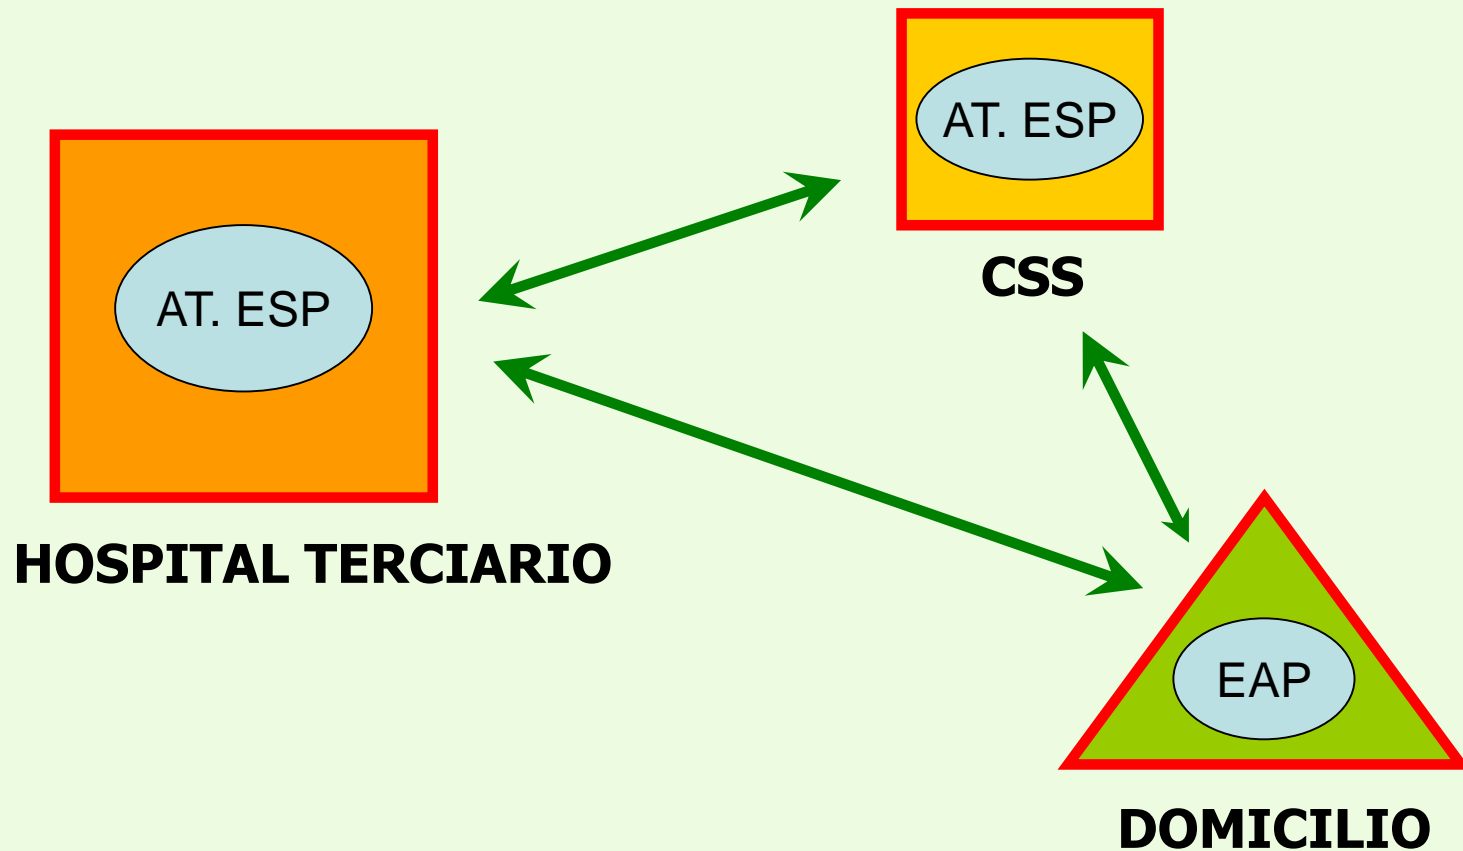 AT. ESP
CSS
AT. ESP
HOSPITAL TERCIARIO
EAP
DOMICILIO